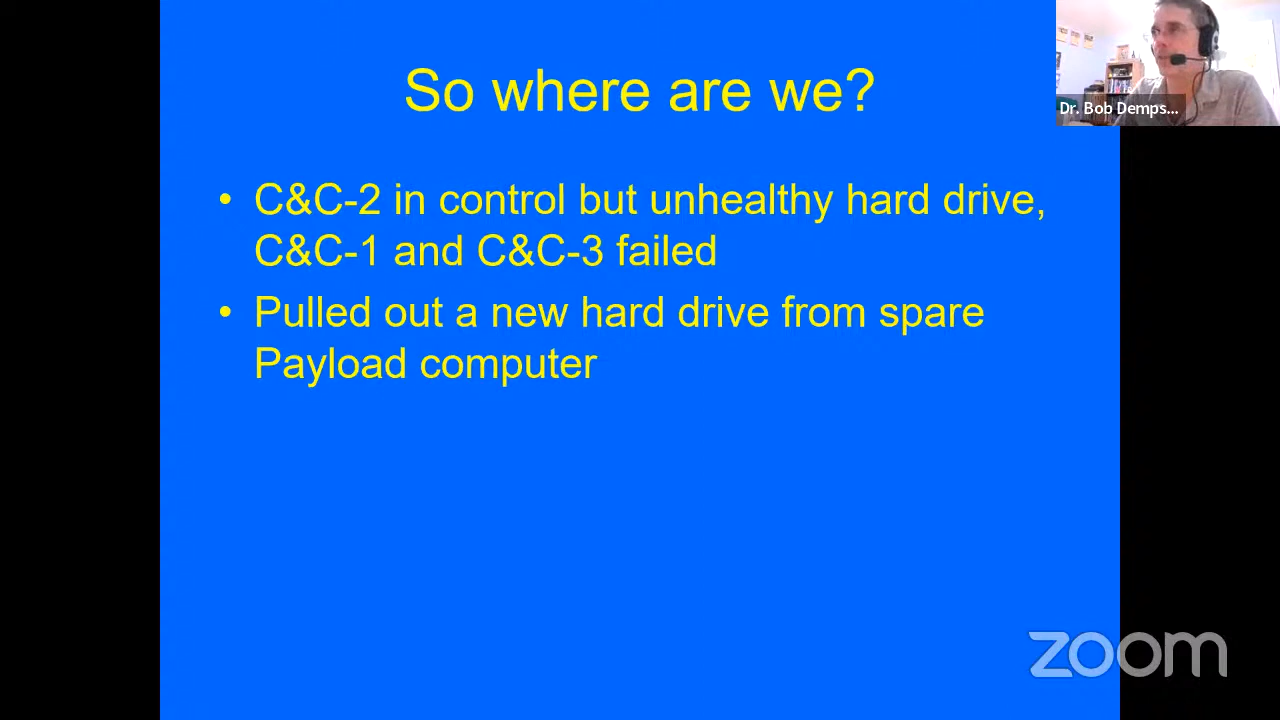 So where are we?
• C&C-2 in control but unhealthy hard drive,
C&C-1 and C&C-3 failed
• Pulled out a new hard drive from spare
Payload computer
Dr. Bob Demps...
zoom